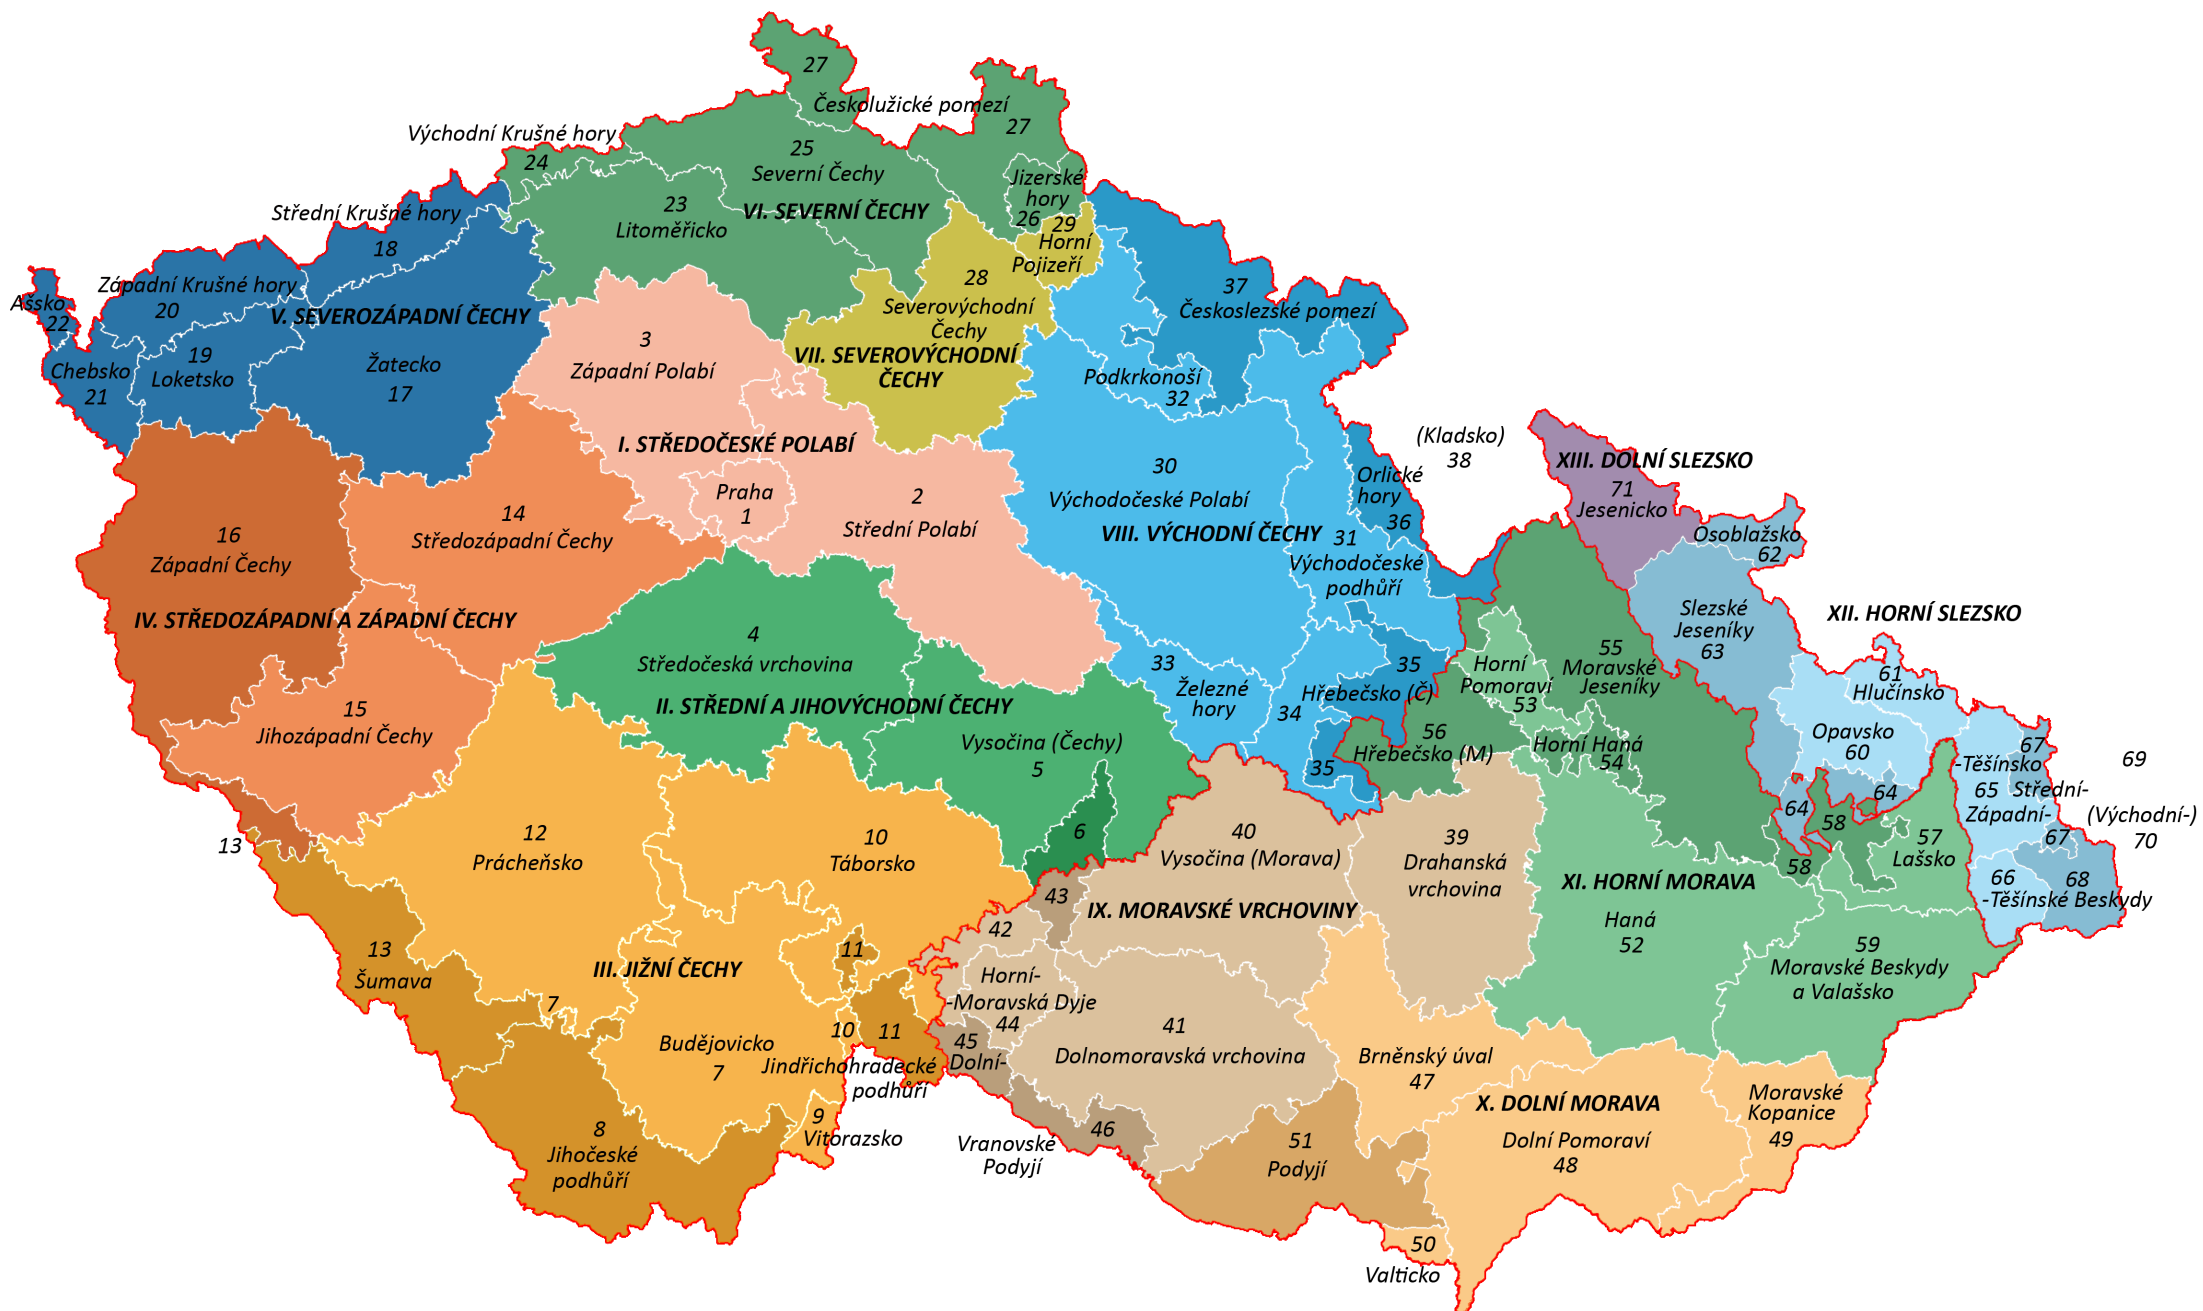 27
Českolužické pomezí
27
Východní Krušné hory
24
25
Severní Čechy
Jizerské
hory
26
23
Litoměřicko
VI. SEVERNÍ ČECHY
29
Horní
Pojizeří
Střední Krušné hory
18
28
Severovýchodní
Čechy
VII. SEVEROVÝCHODNÍ
ČECHY
37
Českoslezské pomezí
Západní Krušné hory
20
Ašsko
22
V. SEVEROZÁPADNÍ ČECHY
19
Loketsko
Chebsko
21
Žatecko
17
3
Západní Polabí
I. STŘEDOČESKÉ POLABÍ
Podkrkonoší
32
(Kladsko)
38
Praha
1
2
Střední Polabí
30
Východočeské Polabí
VIII. VÝCHODNÍ ČECHY
Orlické
hory
36
31
Východočeské
podhůří
XIII. DOLNÍ SLEZSKO
71
Jesenicko
Osoblažsko
62
14
Středozápadní Čechy
16
Západní Čechy
IV. STŘEDOZÁPADNÍ A ZÁPADNÍ ČECHY
15
Jihozápadní Čechy
4
Středočeská vrchovina
II. STŘEDNÍ A JIHOVÝCHODNÍ ČECHY
Vysočina (Čechy)
5
6
33
Železné
hory
34
35
Hřebečsko (Č)
35
56
Hřebečsko (M)
Horní
Pomoraví
53
55
Moravské
Jeseníky
Horní Haná
54
Slezské
Jeseníky
63
XII. HORNÍ SLEZSKO
61
Hlučínsko
Opavsko
60
64
64
58
58
57
Lašsko
67
-Těšínsko
65
Střední-
Západní-
67
69
(Východní-)
70
66
68
-Těšínské Beskydy
13
12
Prácheňsko
10
Táborsko
13
Šumava
7
III. JIŽNÍ ČECHY
11
10
11
Budějovicko
7
Jindřichohradecké
podhůří
9
Vitorazsko
8
Jihočeské
podhůří
40
Vysočina (Morava)
39
Drahanská
vrchovina
43
42
IX. MORAVSKÉ VRCHOVINY
Horní-
-Moravská Dyje
44
45
Dolní-
41
Dolnomoravská vrchovina
46
Vranovské
Podyjí
XI. HORNÍ MORAVA
Haná
52
59
Moravské Beskydy
a Valašsko
Brněnský úval
47
X. DOLNÍ MORAVA
Dolní Pomoraví
48
Moravské
Kopanice
49
51
Podyjí
50
Valticko